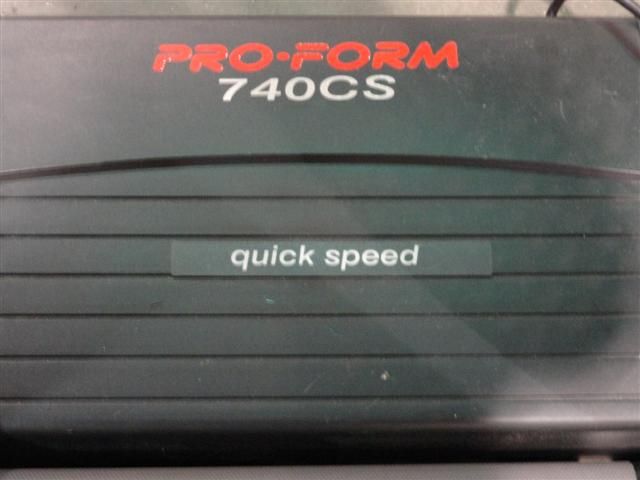 PRO-FORM
740CS
quick speed